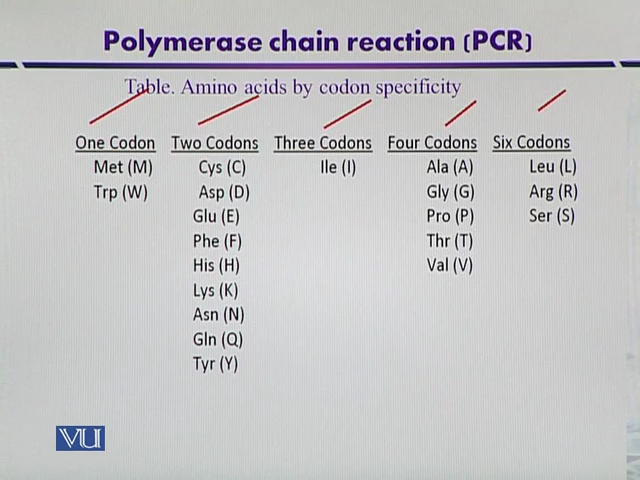 Polymerase chain reaction (PCR)
Table. Amino acids by codon specificity
One Codon Two Codons Three Codons Four Codons Six Codons
Met (M) Cys (C) Ile (I) Ala (A) Leu (L)
Trp (W) Asp (D) Gly (G) Arg (R)
Glu (E) Pro (P) Ser (S)
Phe (F) Thr (T)
His (H) Val (V)
Lys (K)
Asn (N)
Gln (Q)
Tyr (Y)
VU